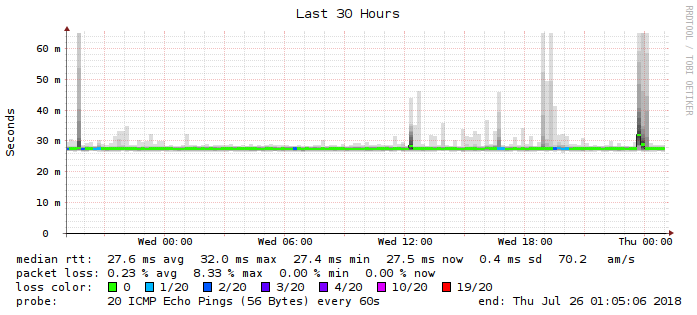 Last 30 Hours
RRDTOOL / TOBI OETIKER
Seconds
60 m
50 m
40 m
30 m
20 m
10 m
0
Wed 00:00 Wed 06:00 Wed 12:00 Wed 18:00 Thu 00:00
median rtt: 27.6 ms avg 32.0 ms max 27.4 ms min 27.5 ms now 0.4 ms sd 70.2 am/s
packet loss: 0.23 % avg 8.33 % max 0.00 % min 0.00 % now
loss color: 0 1/20 2/20 3/20 4/20 10/20 19/20
probe: 20 ICMP Echo Pings (56 Bytes) every 60s end: Thu Jul 26 01:05:06 2018